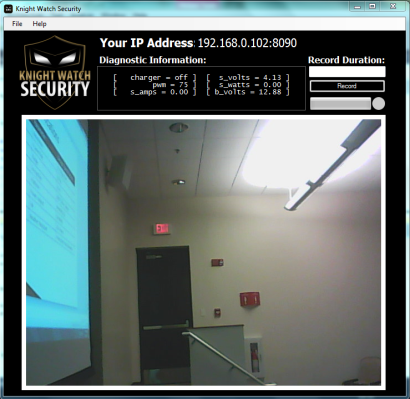 Knight Watch Security
File Help
KNIGHT WATCH
SECURITY
Your IP Address: 192.168.0.102:8090
Diagnostic Information:
[ charger = off ] [ s_volts = 4.13 ]
[ pwm = 75 ] [ s_watts = 0.00 ]
[ s_amps = 0.00 ] [ b_volts = 12.88 ]
Record Duration:
Record